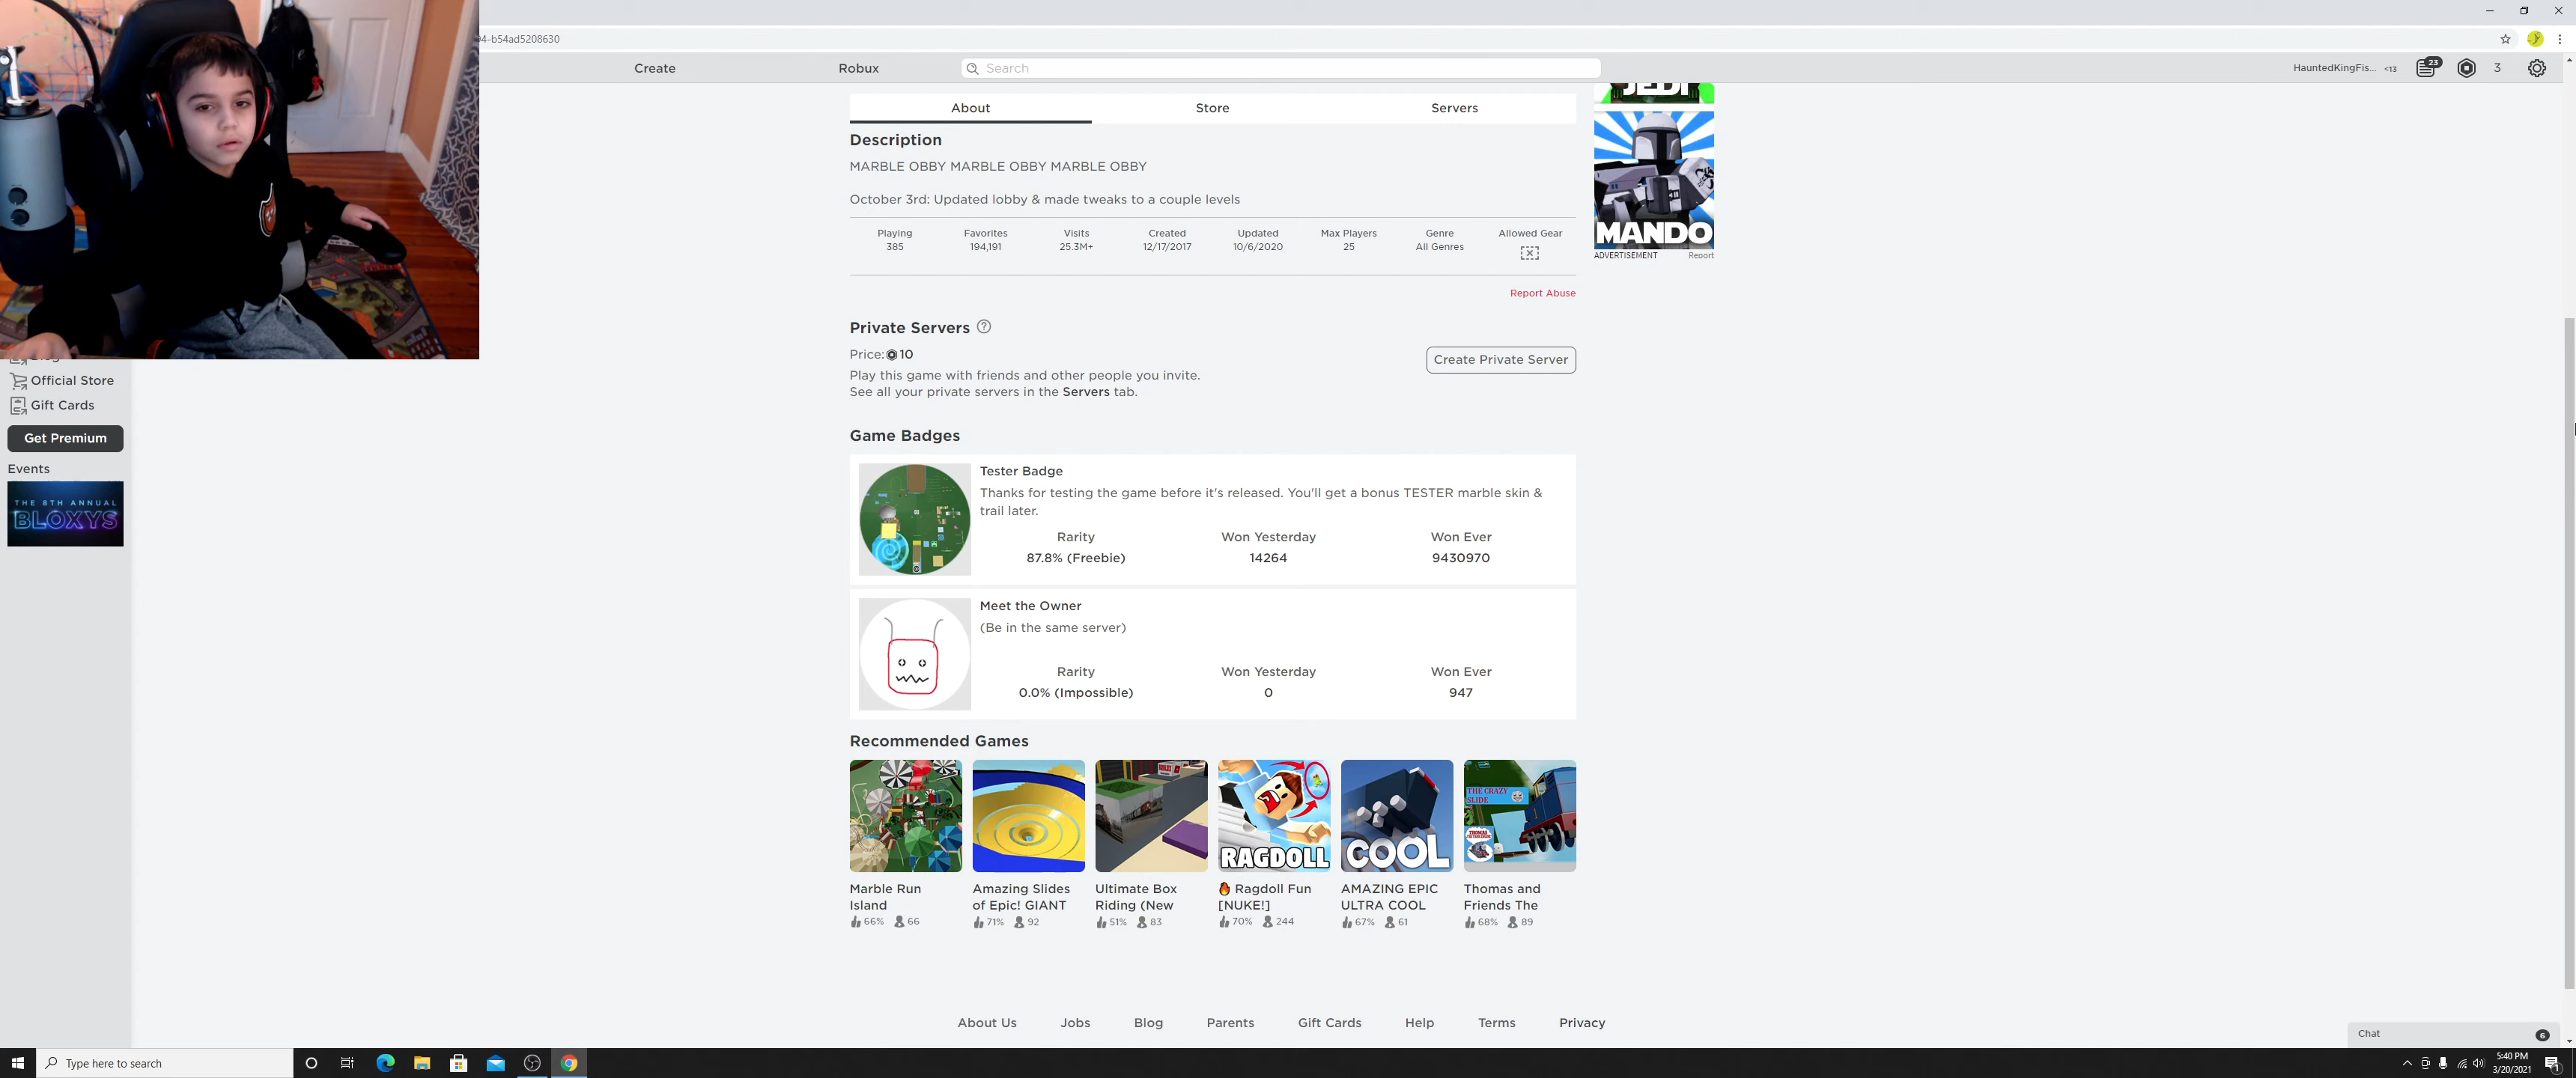 04-b54ad5208630
Create
Robux
Search
HauntedKingFis... <13
23
3
About
Store
Servers
Description
MARBLE OBBY MARBLE OBBY MARBLE OBBY
October 3rd: Updated lobby & made tweaks to a couple levels
Playing Favorites Visits Created Updated Max Players Genre Allowed Gear
385 194,191 25.3M+ 12/17/2017 10/6/2020 25 All Genres
Report Abuse
JEDI
MANDO
ADVERTISEMENT Report
Private Servers
Price: 10
Create Private Server
Play this game with friends and other people you invite.
See all your private servers in the Servers tab.
Official Store
Gift Cards
Get Premium
Events
THE 8TH ANNUAL
BLOXYS
Game Badges
Tester Badge
Thanks for testing the game before it's released. You'll get a bonus TESTER marble skin &
trail later.
Rarity Won Yesterday Won Ever
87.8% (Freebie) 14264 9430970
Meet the Owner
(Be in the same server)
Rarity Won Yesterday Won Ever
0.0% (Impossible) 0 947
Recommended Games
RAGDOLL
COOL
THE CRAZY
SLIDE
THOMAS
Marble Run
Island
66% 66
Amazing Slides
of Epic! GIANT
71% 92
Ultimate Box
Riding (New
51% 83
Ragdoll Fun
[NUKE!]
70% 244
AMAZING EPIC
ULTRA COOL
67% 61
Thomas and
Friends The
68% 89
About Us Jobs Blog Parents Gift Cards Help Terms Privacy
Chat 6
Type here to search
5:40 PM
3/20/2021
1